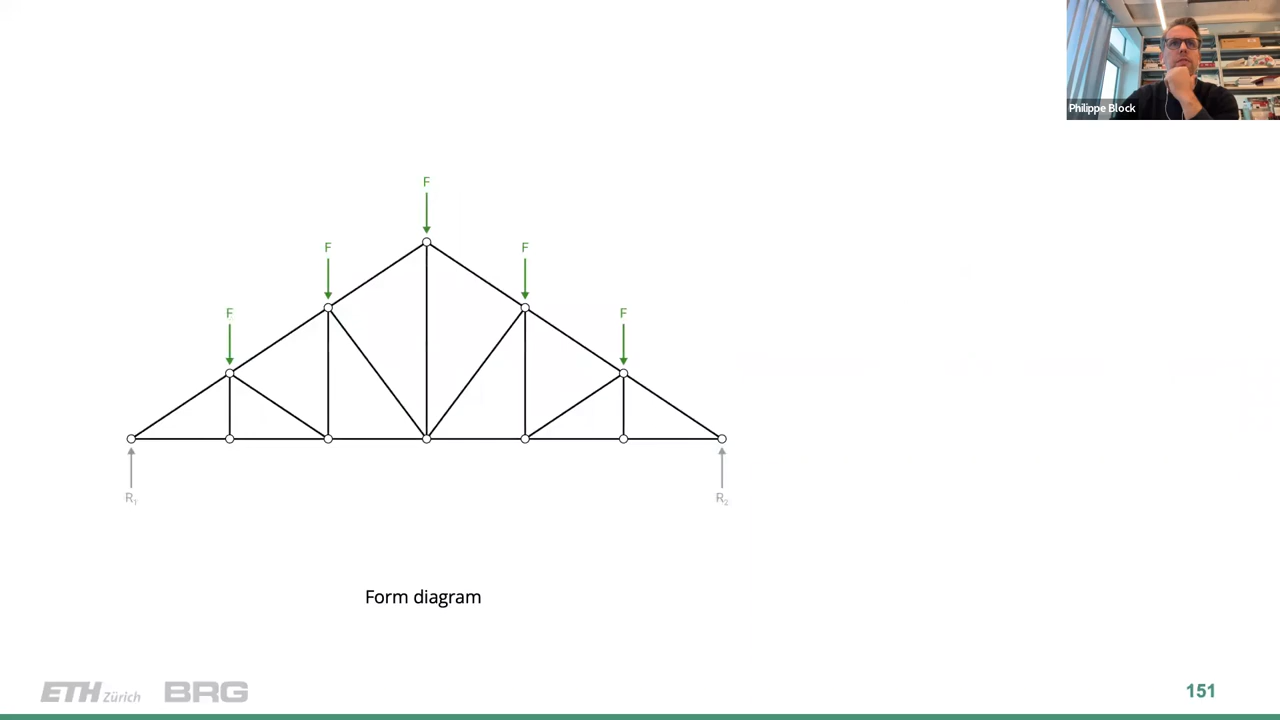 Philippe Block
F
F
F
F
F
R₁
R₂
Form diagram
ETH Zürich BRG
151